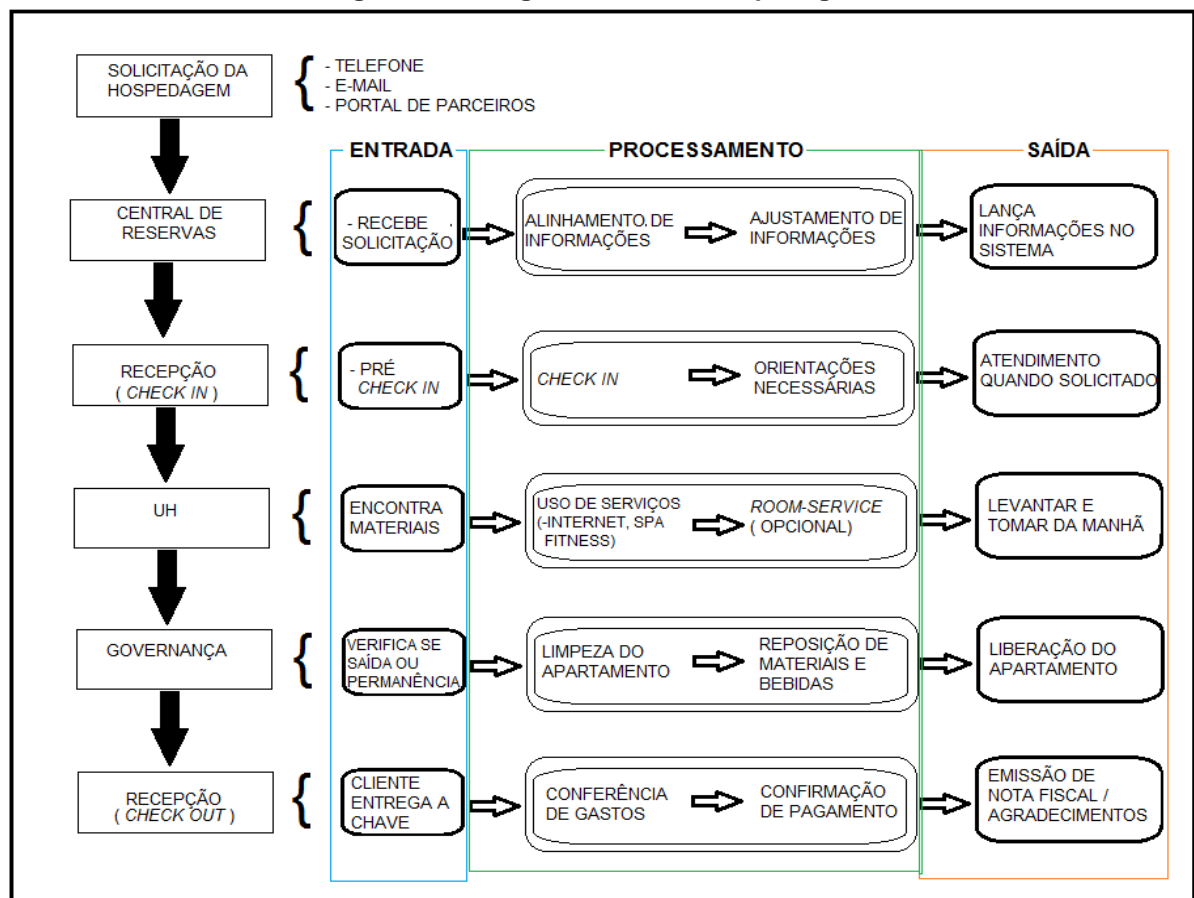 SOLICITAÇÃO DA
HOSPEDAGEM
- TELEFONE
- E-MAIL
- PORTAL DE PARCEIROS
ENTRADA
PROCESSAMENTO
SAÍDA
CENTRAL DE
RESERVAS
- RECEBE .
SOLICITAÇÃO
ALINHAMENTO. DE
INFORMAÇÕES
AJUSTAMENTO DE
INFORMAÇÕES
LANÇA
INFORMAÇÕES NO
SISTEMA
RECEPÇÃO
( CHECK IN )
- PRÉ
CHECK IN
CHECK IN
ORIENTAÇÕES
NECESSÁRIAS
ATENDIMENTO
QUANDO SOLICITADO
UH
ENCONTRA
MATERIAIS
USO DE SERVIÇOS
(-INTERNET, SPA
FITNESS)
ROOM-SERVICE
( OPCIONAL)
LEVANTAR E
TOMAR DA MANHÃ
GOVERNANÇA
VERIFICA SE
SAÍDA OU
PERMANÊNCIA
LIMPEZA DO
APARTAMENTO
REPOSIÇÃO DE
MATERIAIS E
BEBIDAS
LIBERAÇÃO DO
APARTAMENTO
RECEPÇÃO
( CHECK OUT )
CLIENTE
ENTREGA A
CHAVE
CONFERÊNCIA
DE GASTOS
CONFIRMAÇÃO
DE PAGAMENTO
EMISSÃO DE
NOTA FISCAL /
AGRADECIMENTOS